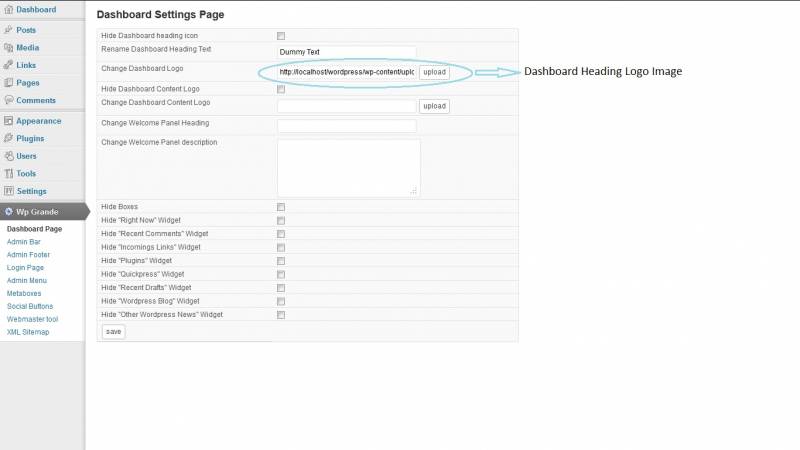 Dashboard
Posts
Media
Links
Pages
Comments
Appearance
Plugins
Users
Tools
Settings
Wp Grande
Dashboard Page
Admin Bar
Admin Footer
Login Page
Admin Menu
Metaboxes
Social Buttons
Webmaster tool
XML Sitemap
Dashboard Settings Page
Hide Dashboard heading icon
Rename Dashboard Heading Text Dummy Text
Change Dashboard Logo http://localhost/wordpress/wp-content/uplc upload Dashboard Heading Logo Image
Hide Dashboard Content Logo
Change Dashboard Content Logo upload
Change Welcome Panel Heading
Change Welcome Panel description
Hide Boxes
Hide "Right Now" Widget
Hide "Recent Comments" Widget
Hide "Incomings Links" Widget
Hide "Plugins" Widget
Hide "Quickpress" Widget
Hide "Recent Drafts" Widget
Hide "Wordpress Blog" Widget
Hide "Other Wordpress News" Widget
save